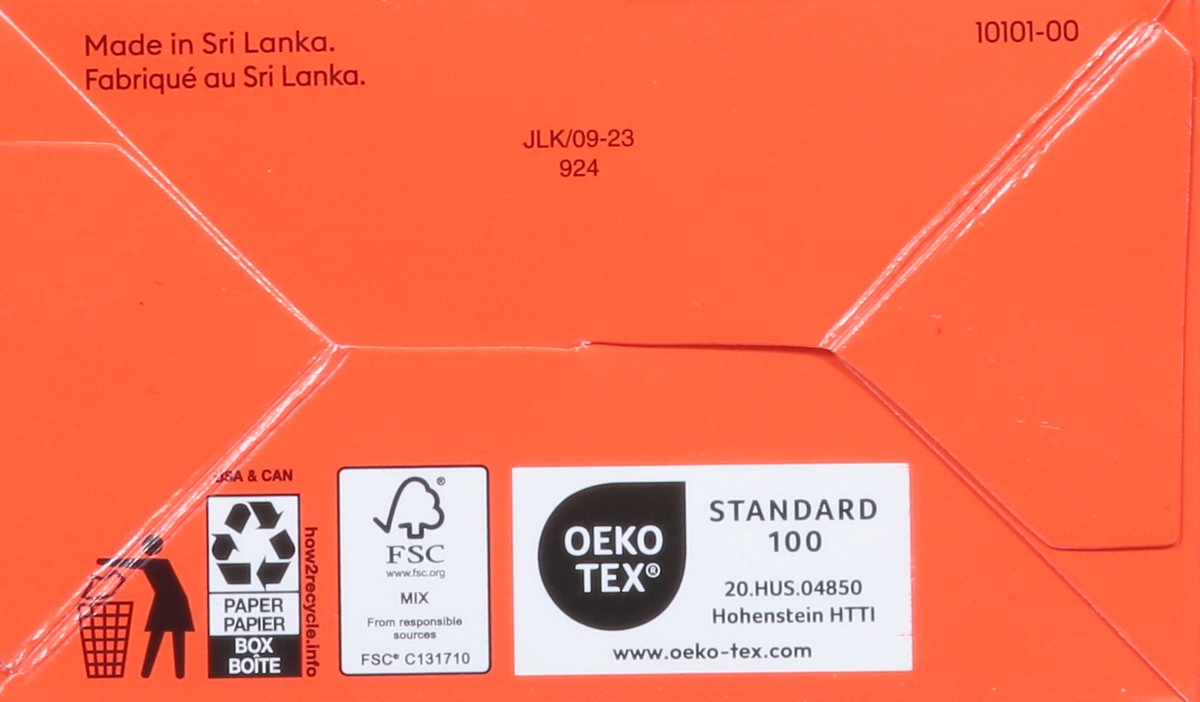 Made in Sri Lanka.
Fabriqué au Sri Lanka.
10101-00
JLK/09-23
924
USA & CAN
PAPER
PAPIER
BOX
BOÎTE
how2recycle.info
®
FSC
www.fsc.org
MIX
From responsible
sources
FSC® C131710
OEKO
TEX®
STANDARD
100
20.HUS.04850
Hohenstein HTTI
www.oeko-tex.com